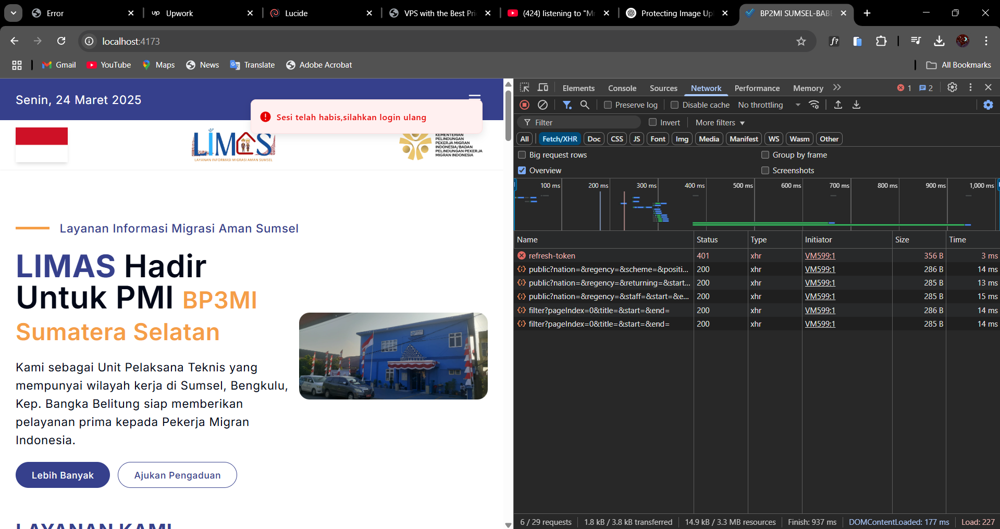 Error
Upwork
Lucide
VPS with the Best Pri
(424) listening to "M
Protecting Image Up
BP2MI SUMSEL-BAB
localhost:4173
Gmail
YouTube
Maps
News
Translate
Adobe Acrobat
All Bookmarks
Senin, 24 Maret 2025
Sesi telah habis,silahkan login ulang
LIMAS
LAYANAN INFORMASI MIGRASI AMAN SUMSEL
KEMENTERIAN
PELINDUNGAN
PEKERJA MIGRAN
INDONESIA/BADAN
PELINDUNGAN PEKERJA
MIGRAN INDONESIA
Layanan Informasi Migrasi Aman Sumsel
LIMAS Hadir
Untuk PMI BP3MI
Sumatera Selatan
Kami sebagai Unit Pelaksana Teknis yang
mempunyai wilayah kerja di Sumsel, Bengkulu,
Kep. Bangka Belitung siap memberikan
pelayanan prima kepada Pekerja Migran
Indonesia.
Lebih Banyak
Ajukan Pengaduan
LAYANAN KAMI
Elements Console Sources Network Performance Memory 1 2
Preserve log Disable cache No throttling
Filter Invert More filters
All Fetch/XHR Doc CSS JS Font Img Media Manifest WS Wasm Other
Big request rows Group by frame
Overview Screenshots
100 ms 200 ms 300 ms 400 ms 500 ms 600 ms 700 ms 800 ms 900 ms 1,000 ms
Name Status Type Initiator Size Time
refresh-token 401 xhr VM599:1 356 B 3 ms
public?nation=&regency=&scheme=&positi... 200 xhr VM599:1 286 B 14 ms
public?nation=&regency=&returning=&start... 200 xhr VM599:1 285 B 13 ms
public?nation=&regency=&staff=&start=&e... 200 xhr VM599:1 285 B 15 ms
filter?pageIndex=0&title=&start=&end= 200 xhr VM599:1 286 B 14 ms
filter?pageIndex=0&title=&start=&end= 200 xhr VM599:1 285 B 14 ms
6 / 29 requests 1.8 kB / 3.8 kB transferred 14.9 kB / 3.3 MB resources Finish: 937 ms DOMContentLoaded: 177 ms Load: 227